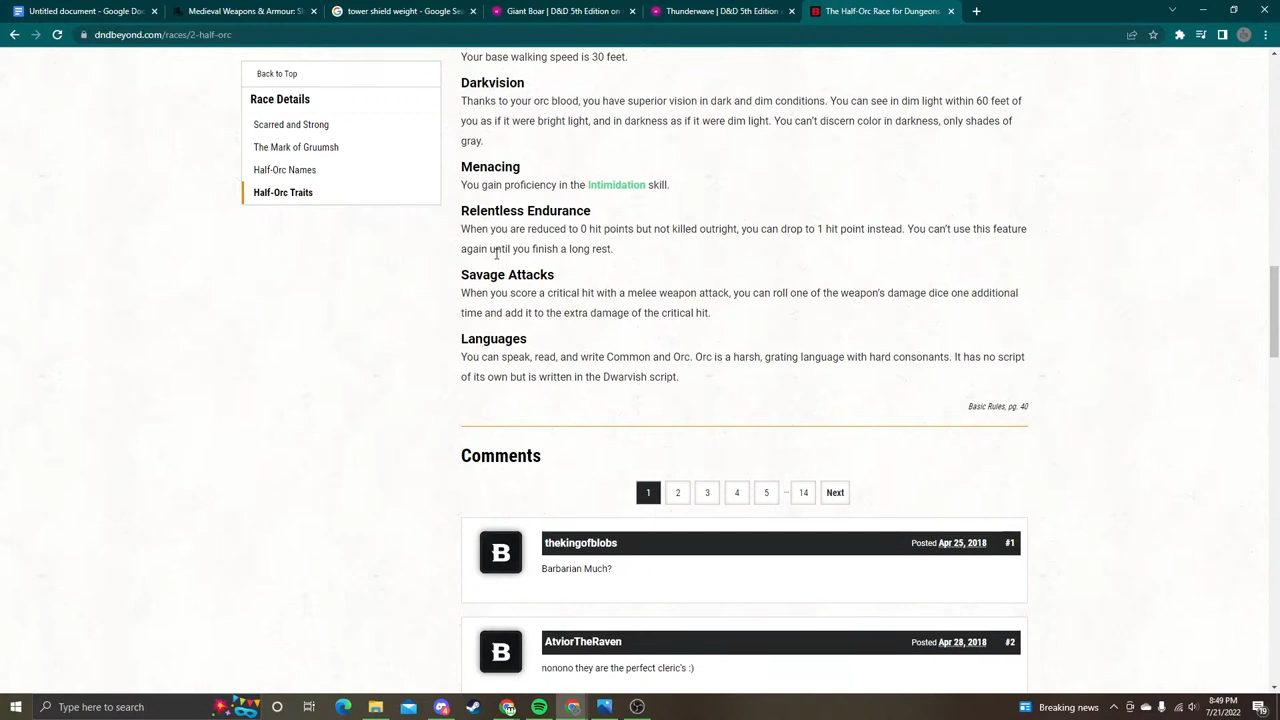 Untitled document - Google Doc
Medieval Weapons & Armour: S
tower shield weight - Google Se
Giant Boar | D&D 5th Edition on
Thunderwave | D&D 5th Edition
The Half-Orc Race for Dungeons
dndbeyond.com/races/2-half-orc
Your base walking speed is 30 feet.
Back to Top
Race Details
Scarred and Strong
The Mark of Gruumsh
Half-Orc Names
Half-Orc Traits
Darkvision
Thanks to your orc blood, you have superior vision in dark and dim conditions. You can see in dim light within 60 feet of
you as if it were bright light, and in darkness as if it were dim light. You can't discern color in darkness, only shades of
gray.
Menacing
You gain proficiency in the Intimidation skill.
Relentless Endurance
When you are reduced to 0 hit points but not killed outright, you can drop to 1 hit point instead. You can't use this feature
again until you finish a long rest.
Savage Attacks
When you score a critical hit with a melee weapon attack, you can roll one of the weapon's damage dice one additional
time and add it to the extra damage of the critical hit.
Languages
You can speak, read, and write Common and Orc. Orc is a harsh, grating language with hard consonants. It has no script
of its own but is written in the Dwarvish script.
Basic Rules, pg. 40
Comments
1 2 3 4 5 ... 14 Next
B
thekingofblobs
Posted Apr 25, 2018 #1
Barbarian Much?
B
AtviorTheRaven
Posted Apr 28, 2018 #2
nonono they are the perfect cleric's :)
Type here to search
Breaking news
8:49 PM
7/21/2022